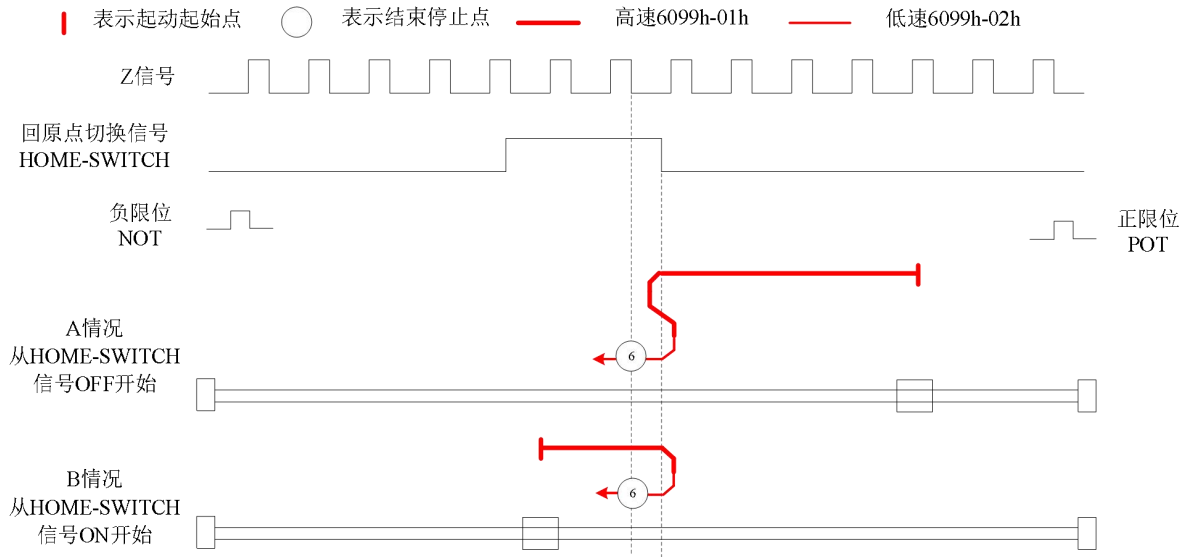 表示起动起始点 表示结束停止点 高速6099h-01h 低速6099h-02h
Z信号
回原点切换信号
HOME-SWITCH
负限位
NOT
正限位
POT
A情况
从HOME-SWITCH
信号OFF开始
6
B情况
从HOME-SWITCH
信号ON开始
6